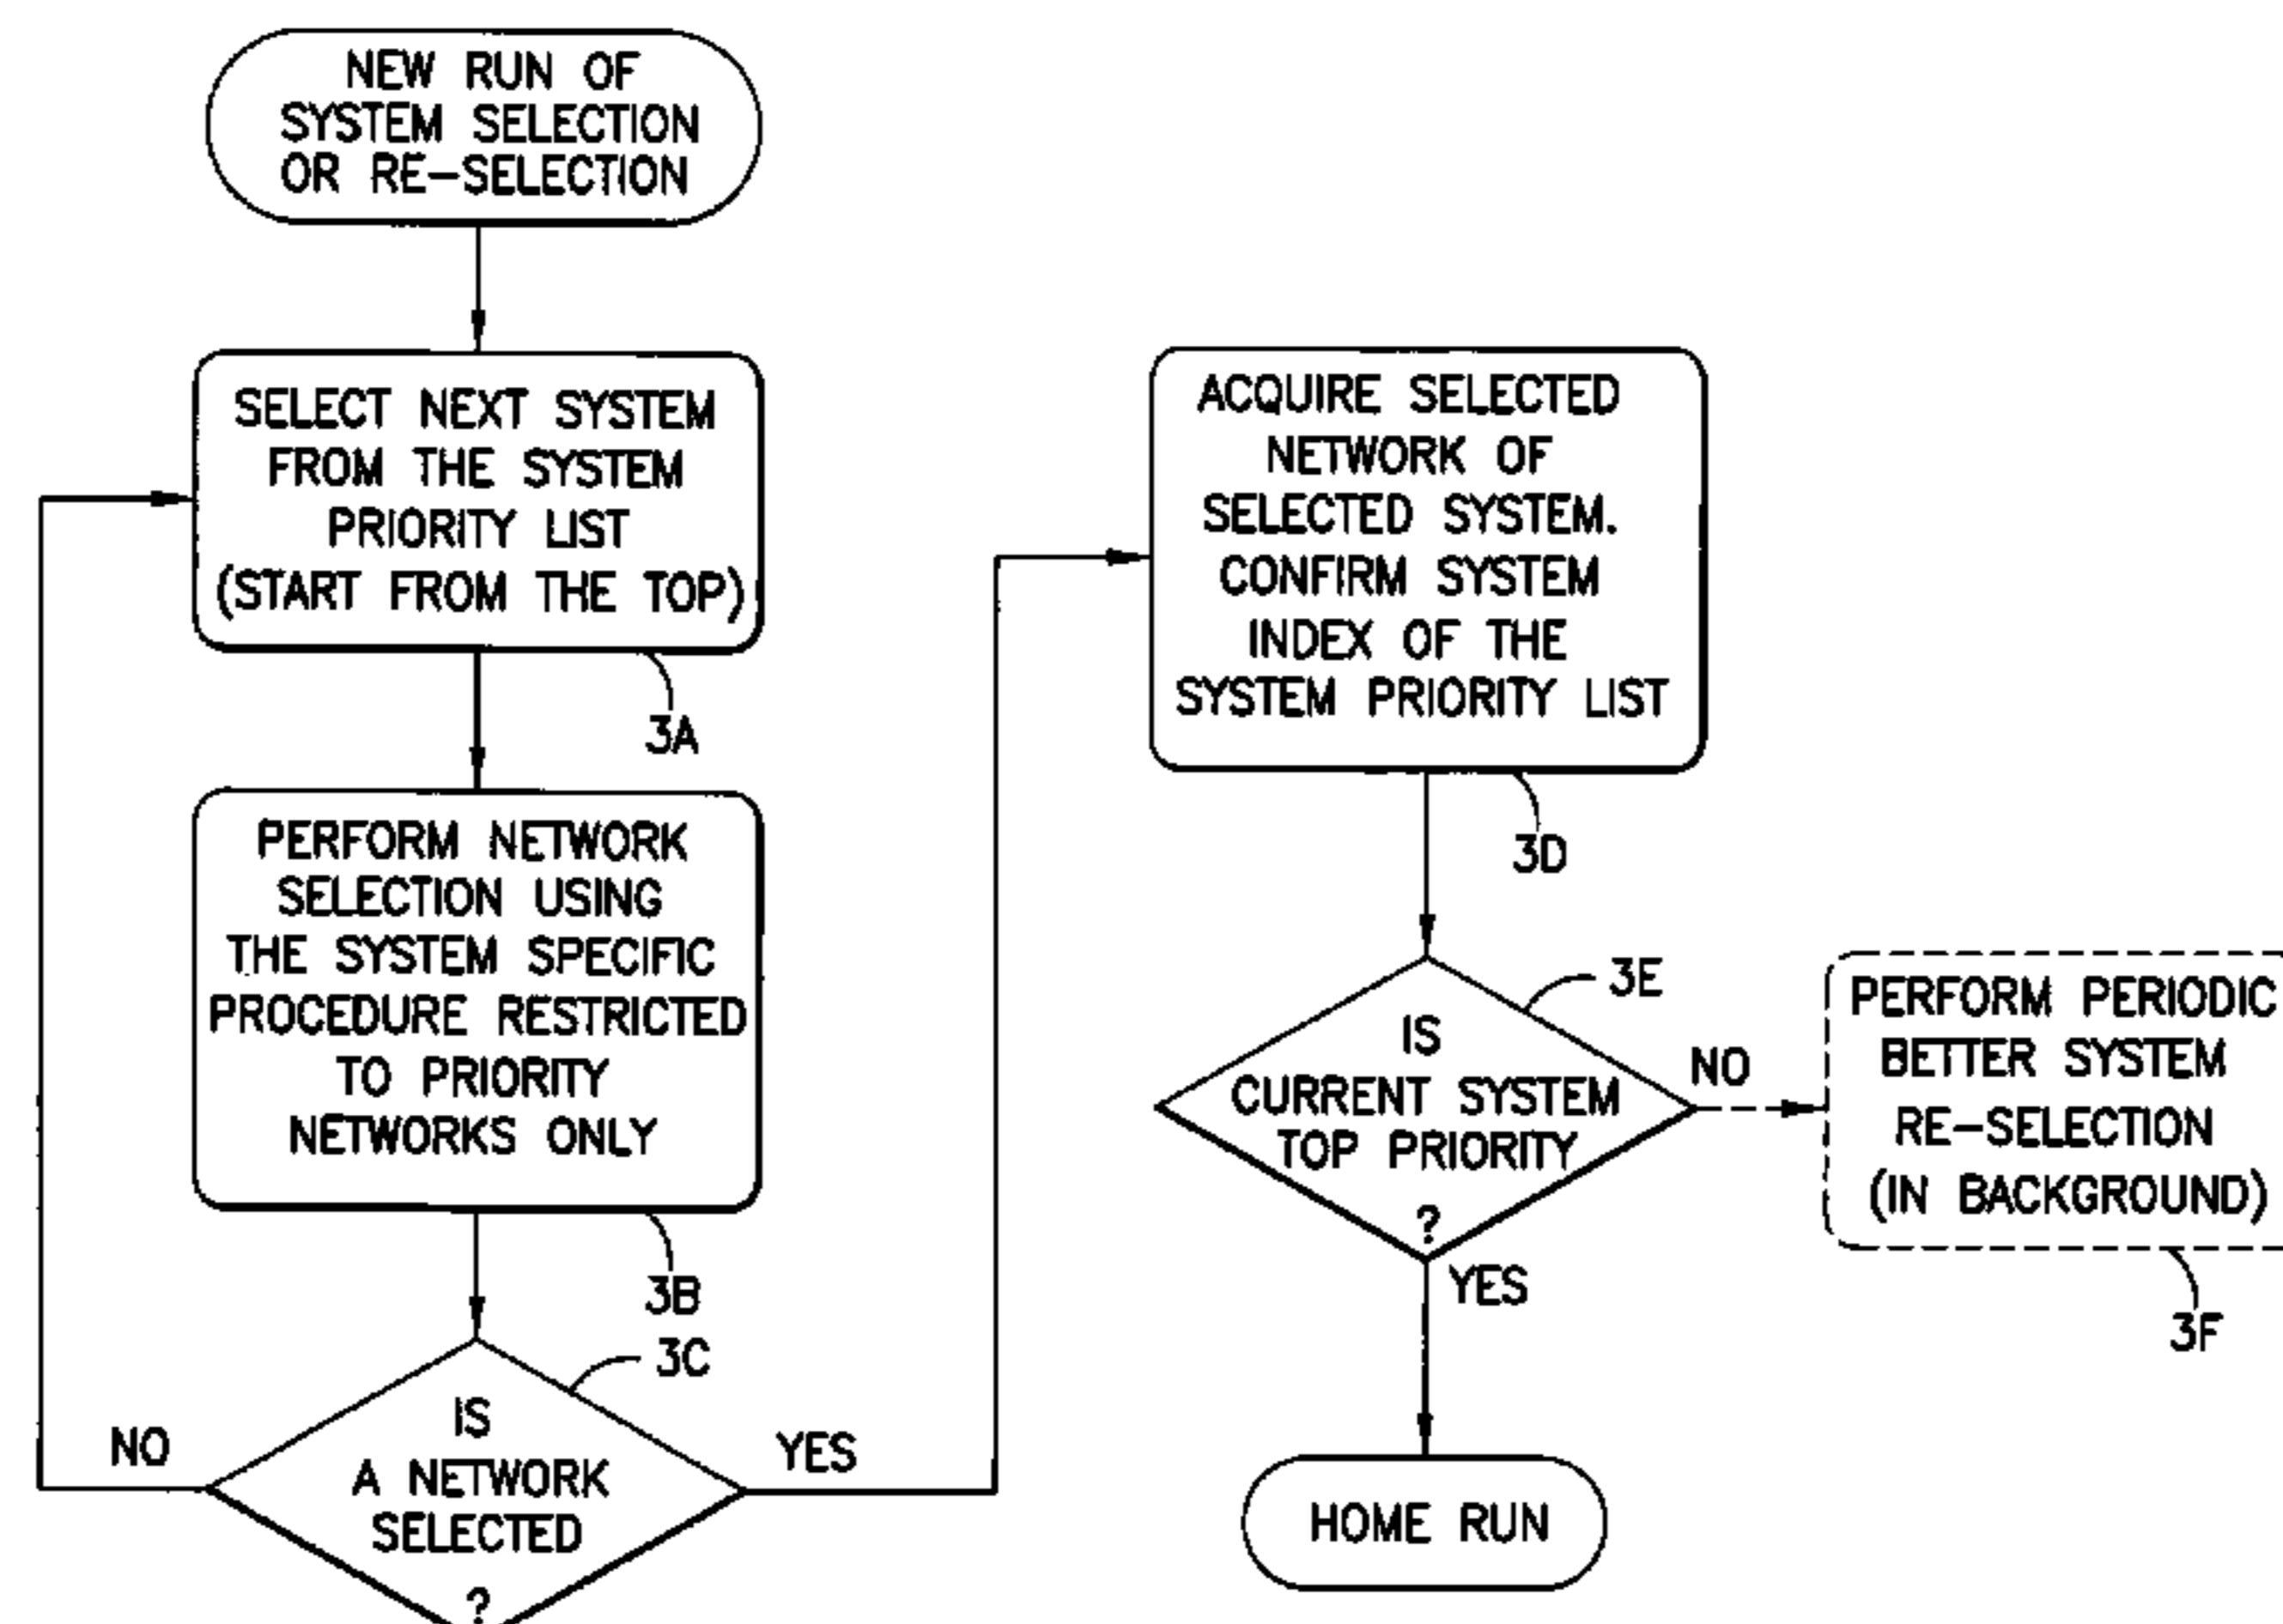 NEW RUN OF
SYSTEM SELECTION
OR RE-SELECTION
SELECT NEXT SYSTEM
FROM THE SYSTEM
PRIORITY LIST
(START FROM THE TOP)
3A
PERFORM NETWORK
SELECTION USING
THE SYSTEM SPECIFIC
PROCEDURE RESTRICTED
TO PRIORITY
NETWORKS ONLY
3B
3C
IS
A NETWORK
SELECTED
?
NO
YES
ACQUIRE SELECTED
NETWORK OF
SELECTED SYSTEM.
CONFIRM SYSTEM
INDEX OF THE
SYSTEM PRIORITY LIST
3D
3E
IS
CURRENT SYSTEM
TOP PRIORITY
?
NO
YES
PERFORM PERIODIC
BETTER SYSTEM
RE-SELECTION
(IN BACKGROUND)
3F
HOME RUN